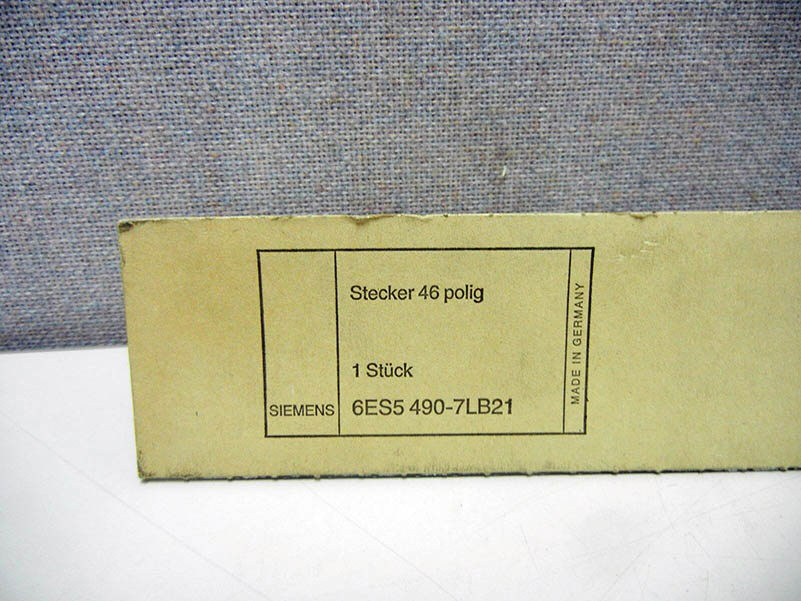 Stecker 46 polig
1 Stück
SIEMENS
6ES5 490-7LB21
MADE IN GERMANY